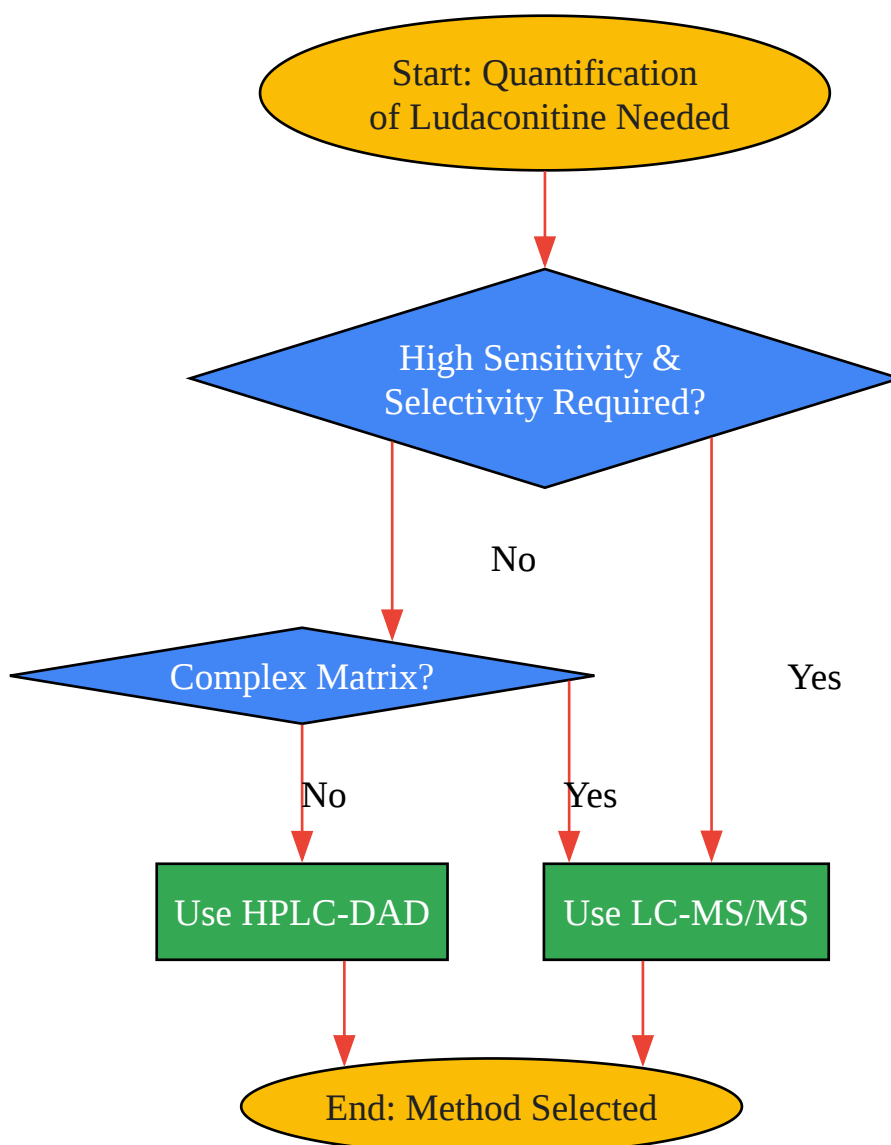 Start: Quantification
of Ludaconitine Needed
High Sensitivity &
Selectivity Required?
No
Complex Matrix?
Yes
No
Yes
Use HPLC-DAD
Use LC-MS/MS
End: Method Selected